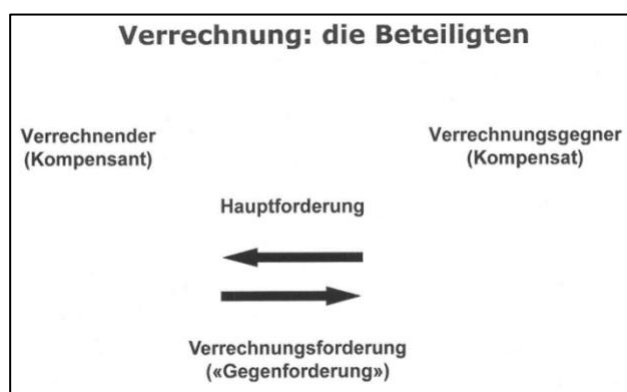 Verrechnung: die Beteiligten
Verrechnender
(Kompensant)
Verrechnungsgegner
(Kompensat)
Hauptforderung
Verrechnungsforderung
(«Gegenforderung»)